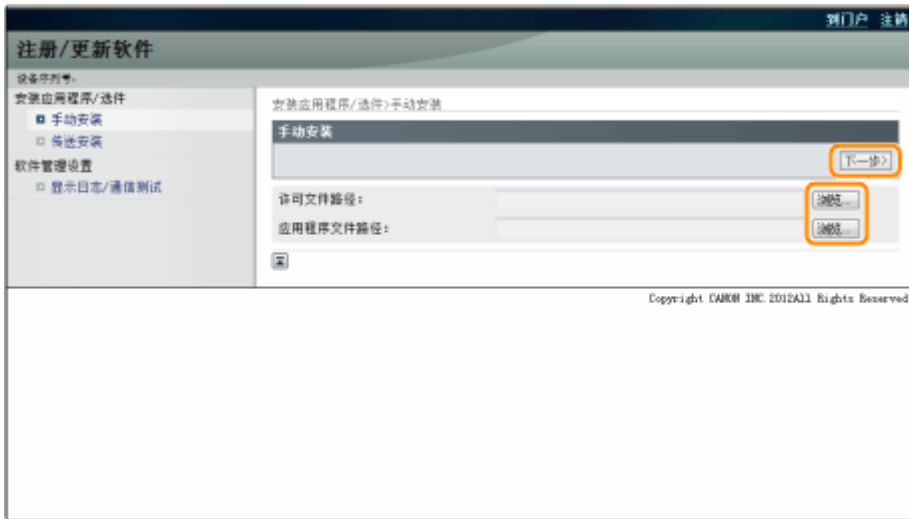 到门户 注销
注册/更新软件
设备序列号:
安装应用程序/选件
手动安装
传送安装
软件管理设置
显示日志/通信测试
安装应用程序/选件>手动安装
手动安装
下一步>
许可文件路径:
浏览...
应用程序文件路径:
浏览...
Copyright CANON INC. 2012All Rights Reserved